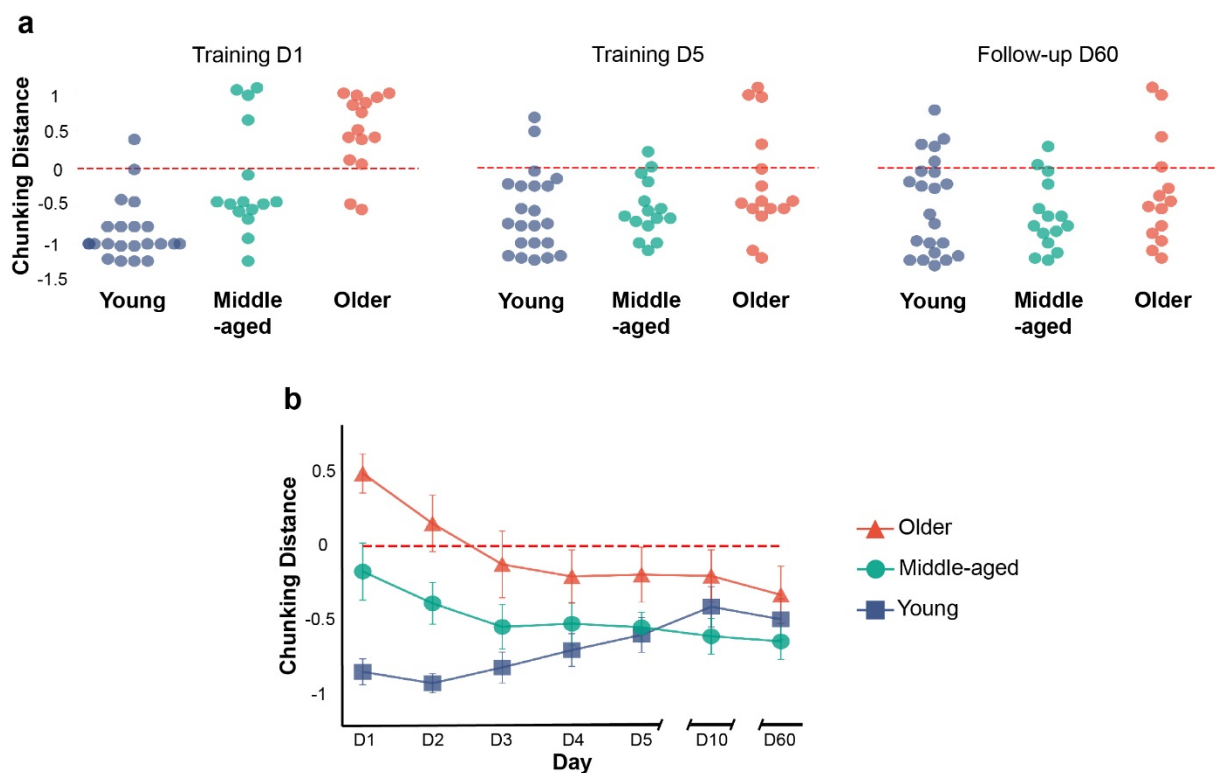 a
Training D1
Training D5
Follow-up D60
Chunking Distance
1
0.5
0
-0.5
-1
-1.5
Young
Middle
-aged
Older
Young
Middle
-aged
Older
Young
Middle
-aged
Older
b
Chunking Distance
0.5
0
-0.5
-1
D1
D2
D3
D4
D5
D10
D60
Day
Older
Middle-aged
Young